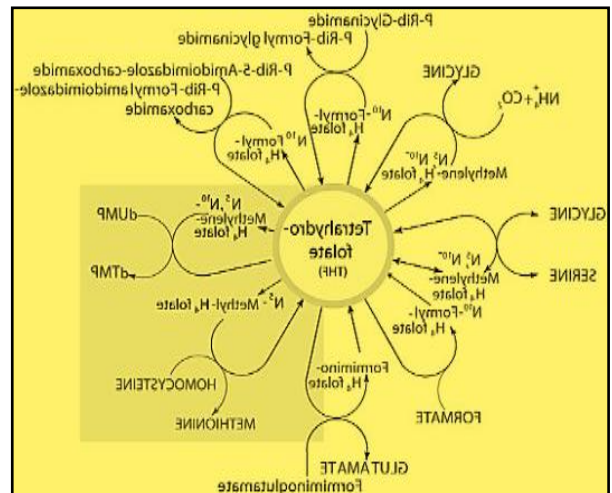 P-Rib-Glycinamide
P-Rib-Formyl glycinamide
P-Rib-5-Amidoimidazole-carboxamide
P-Rib-Formyl amidoimidazole-
carboxamide
GLYCINE
NH₄⁺+CO₂
N¹⁰ Formyl-
H₄ folate
N¹⁰-Formyl-
H₄ folate
N⁵, N¹⁰-
Methylene-H₄ folate
Tetrahydro-
folate
(THF)
dUMP
dTMP
N⁵, N¹⁰-
Methylene-
H₄ folate
GLYCINE
SERINE
N⁵, N¹⁰-
Methylene-
H₄ folate
N⁵- Methyl-H₄ folate
HOMOCYSTEINE
METHIONINE
N¹⁰-Formyl-
H₄ folate
FORMATE
Formimino-
H₄ folate
GLUTAMATE
Formiminoglutamate